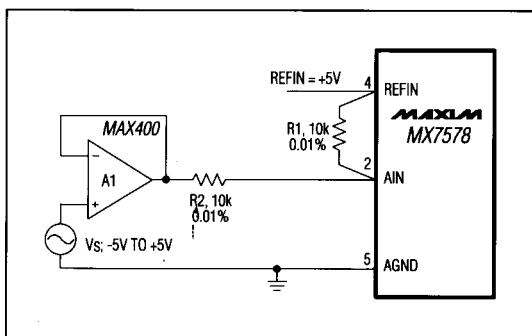 REFIN = +5V
4
REFIN
MAXIM
MX7578
R1, 10k
0.01%
MAX400
2
AIN
−
A1
+
R2, 10k
0.01%
Vs; -5V TO +5V
5
AGND